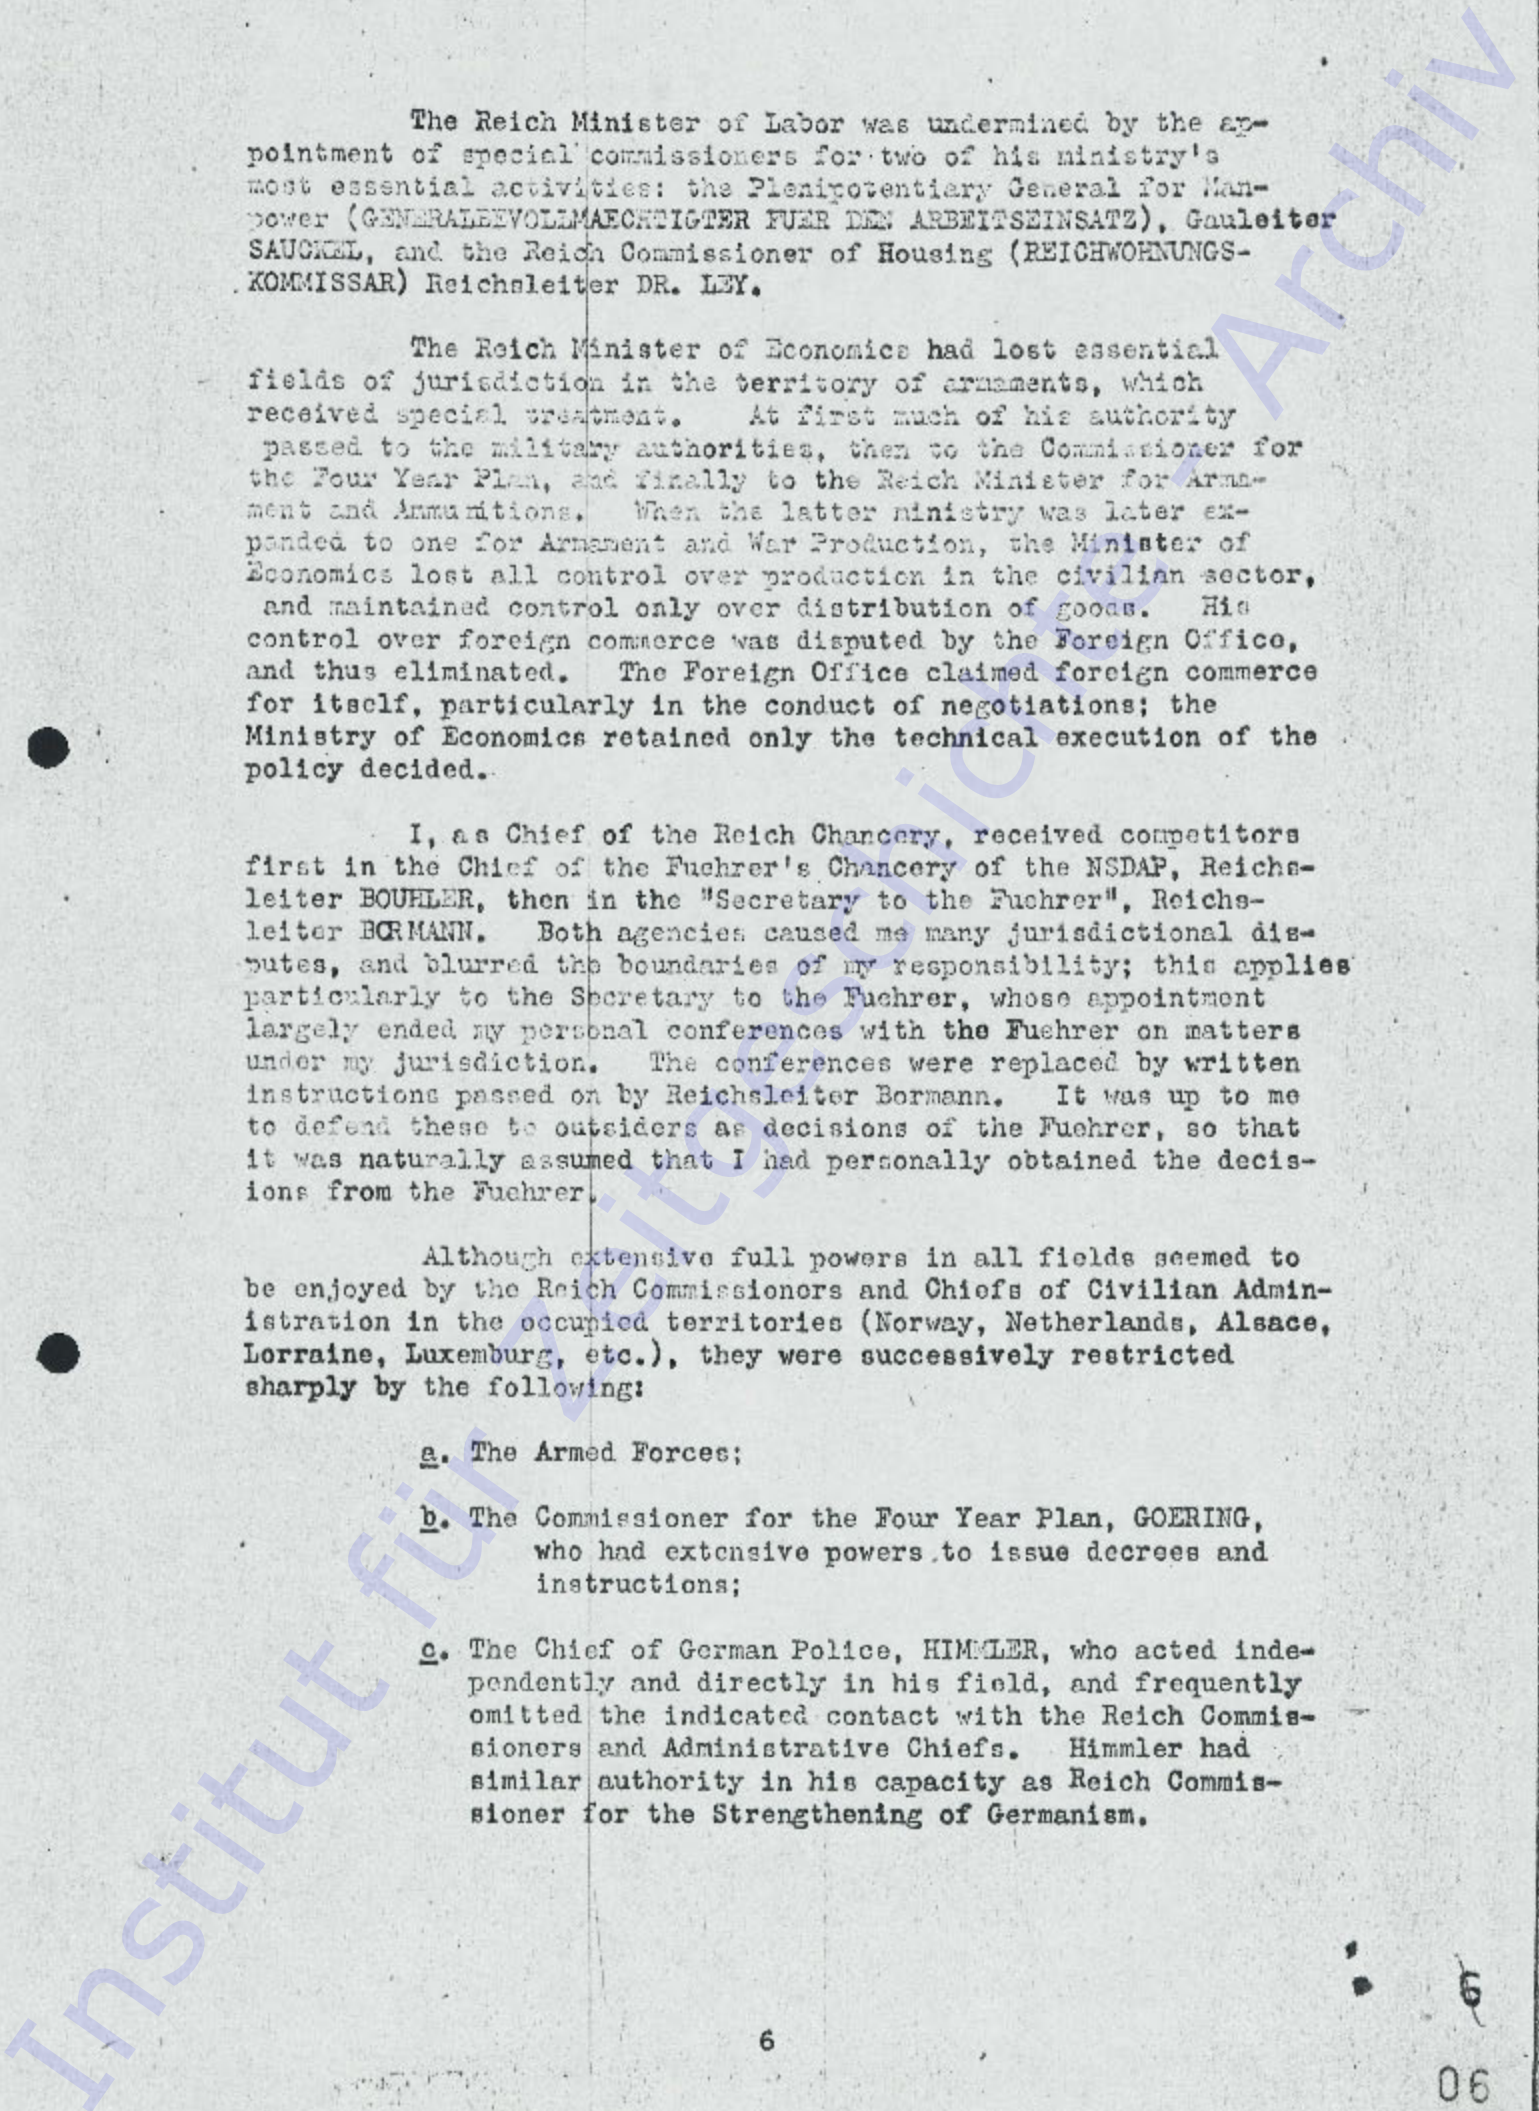 The Reich Minister of Labor was undermined by the ap-
pointment of special commissioners for two of his ministry's
most essential activities: the Plenipotentiary General for Man-
power (GENERALBEVOLLMAECHTIGTER FUER DEN ARBEITSEINSATZ), Gauleiter
SAUCKEL, and the Reich Commissioner of Housing (REICHWOHNUNGS-
KOMMISSAR) Reichsleiter DR. LEY.
The Reich Minister of Economics had lost essential
fields of jurisdiction in the territory of armaments, which
received special treatment. At first much of his authority
passed to the military authorities, then to the Commissioner for
the Four Year Plan, and finally to the Reich Minister for Arma-
ment and Ammunitions. When the latter ministry was later ex-
panded to one for Armament and War Production, the Minister of
Economics lost all control over production in the civilian sector,
and maintained control only over distribution of goods. His
control over foreign commerce was disputed by the Foreign Office,
and thus eliminated. The Foreign Office claimed foreign commerce
for itself, particularly in the conduct of negotiations; the
Ministry of Economics retained only the technical execution of the
policy decided.
I, as Chief of the Reich Chancery, received competitors
first in the Chief of the Fuehrer's Chancery of the NSDAP, Reichs-
leiter BOUHLER, then in the "Secretary to the Fuehrer", Reichs-
leiter BORMANN. Both agencies caused me many jurisdictional dis-
putes, and blurred the boundaries of my responsibility; this applies
particularly to the Secretary to the Fuehrer, whose appointment
largely ended my personal conferences with the Fuehrer on matters
under my jurisdiction. The conferences were replaced by written
instructions passed on by Reichsleiter Bormann. It was up to me
to defend these to outsiders as decisions of the Fuehrer, so that
it was naturally assumed that I had personally obtained the decis-
ions from the Fuehrer.
Although extensive full powers in all fields seemed to
be enjoyed by the Reich Commissioners and Chiefs of Civilian Admin-
istration in the occupied territories (Norway, Netherlands, Alsace,
Lorraine, Luxemburg, etc.), they were successively restricted
sharply by the following:
a. The Armed Forces;
b. The Commissioner for the Four Year Plan, GOERING,
who had extensive powers to issue decrees and
instructions;
c. The Chief of German Police, HIMMLER, who acted inde-
pendently and directly in his field, and frequently
omitted the indicated contact with the Reich Commis-
sioners and Administrative Chiefs. Himmler had
similar authority in his capacity as Reich Commis-
sioner for the Strengthening of Germanism.
6
6
06
Institut für Zeitgeschichte - Archiv